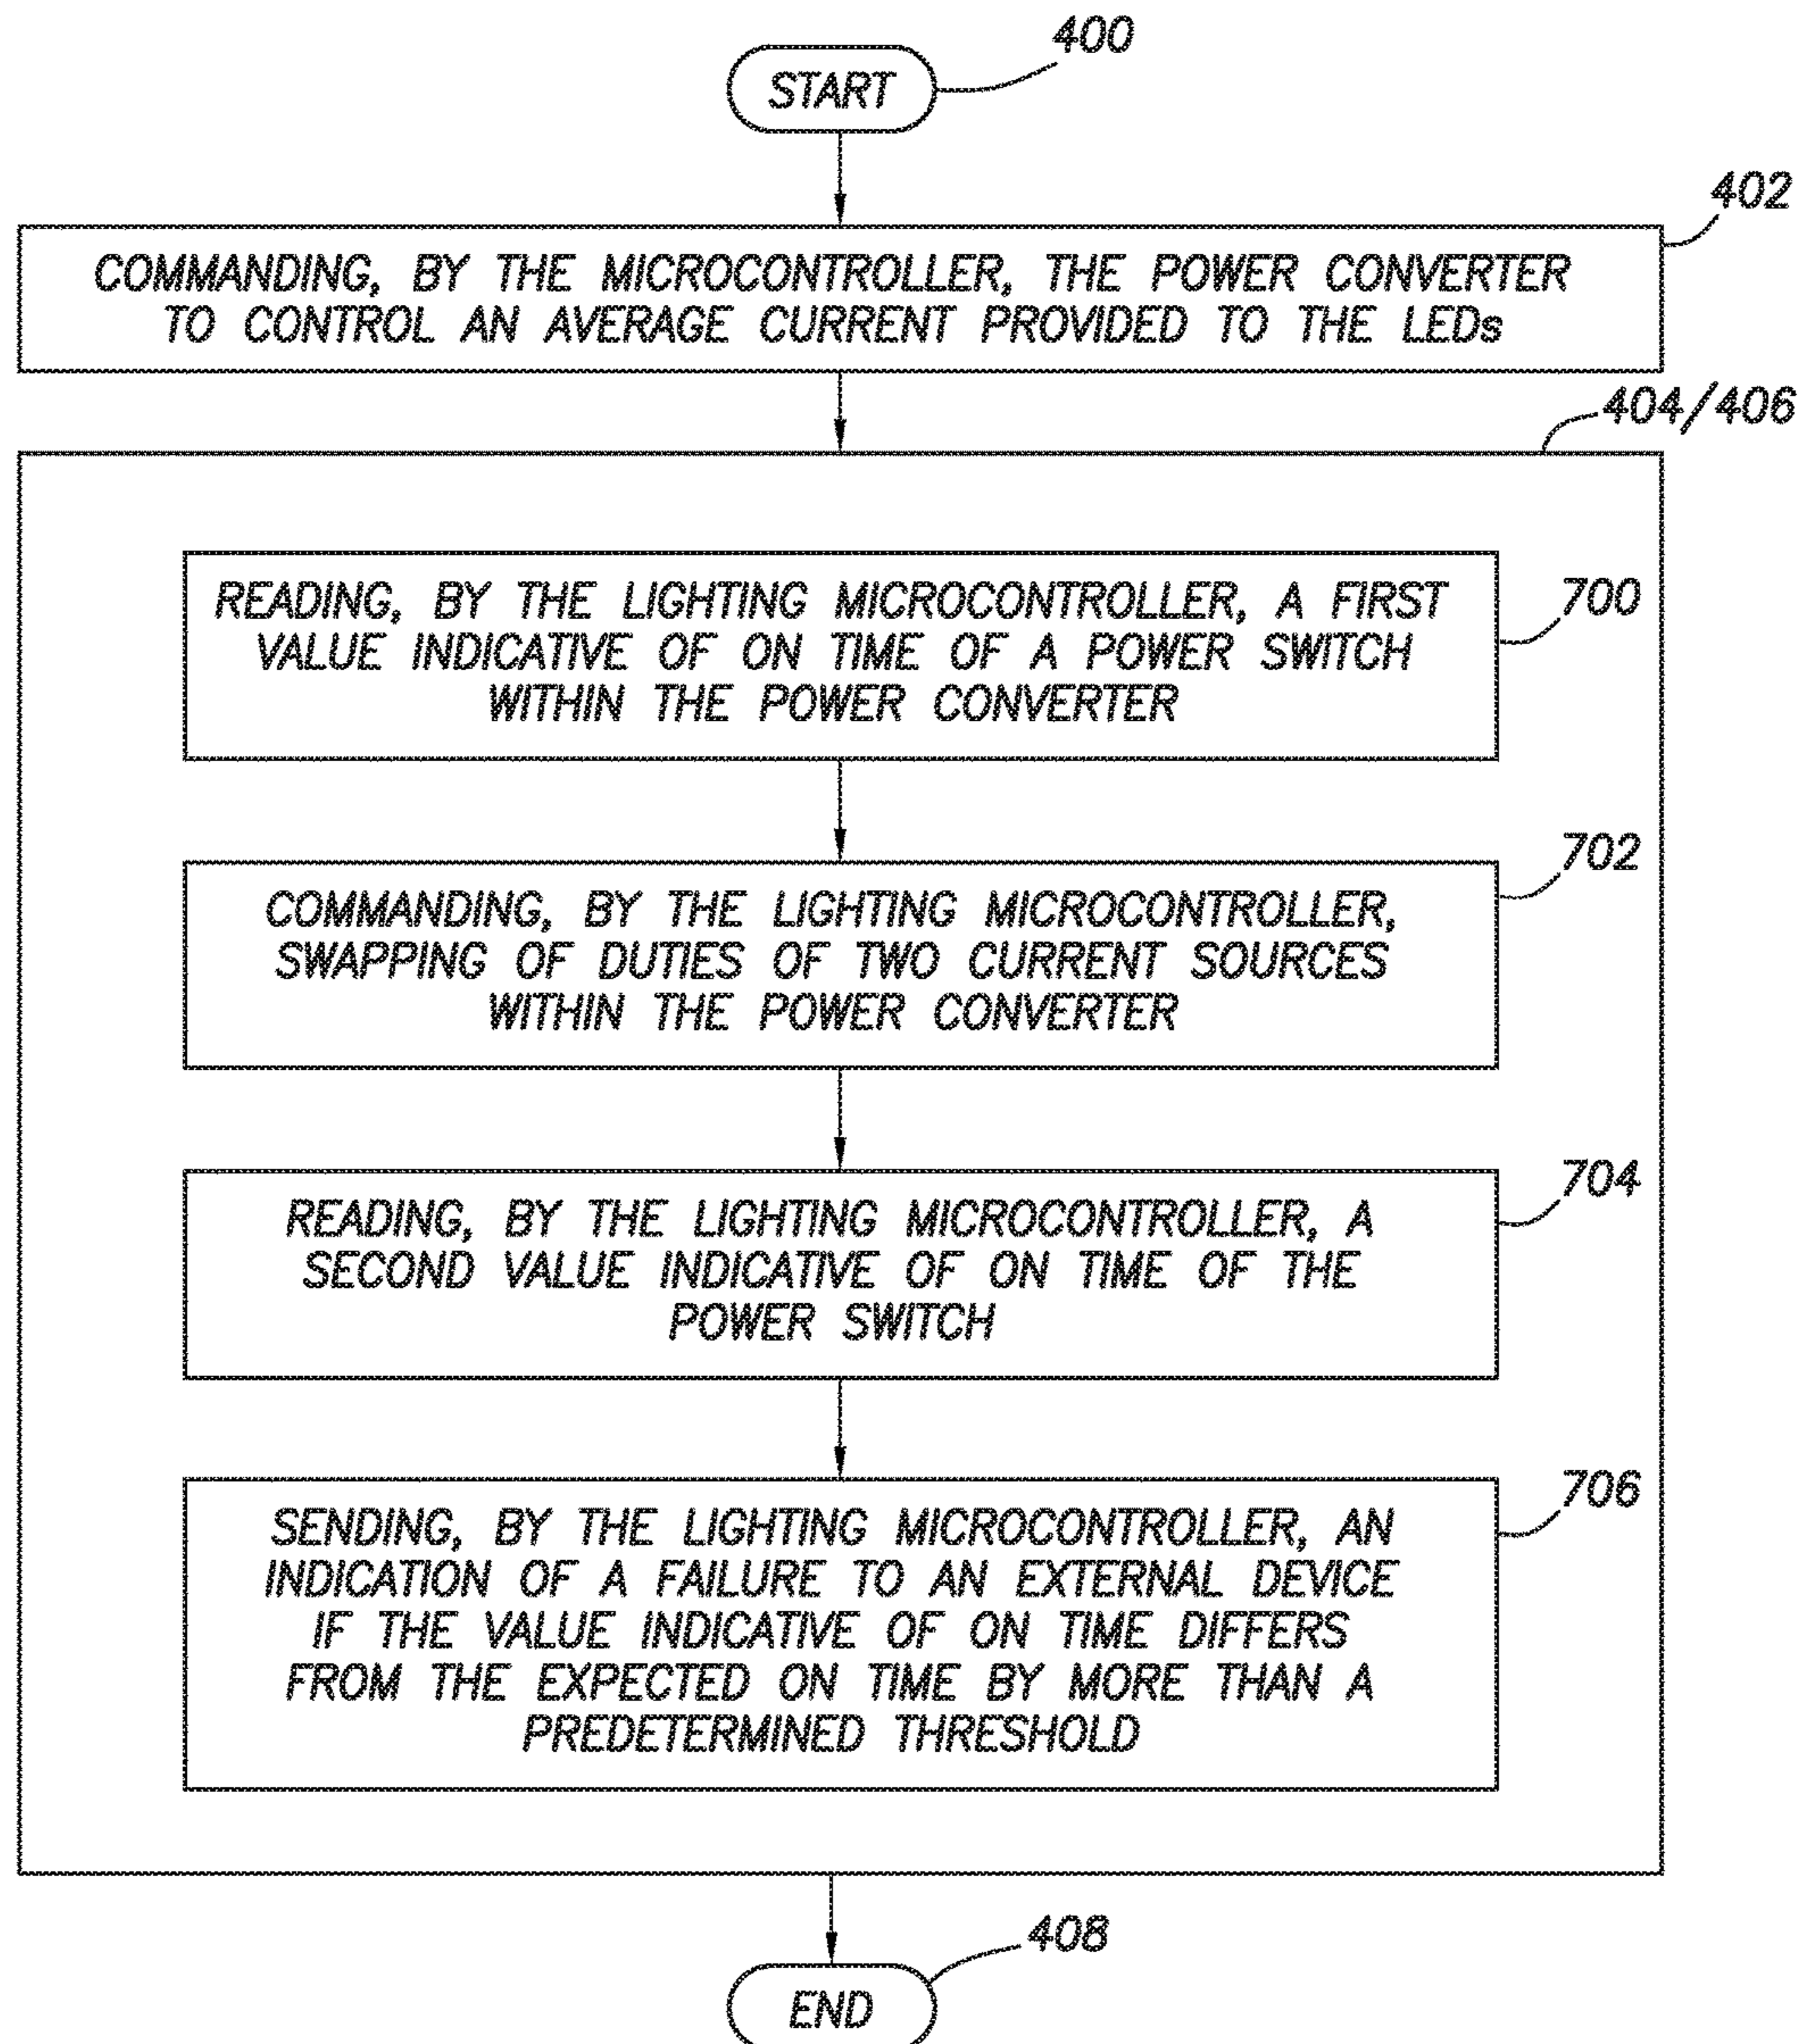 400
START
402
COMMANDING, BY THE MICROCONTROLLER, THE POWER CONVERTER
TO CONTROL AN AVERAGE CURRENT PROVIDED TO THE LEDs
404/406
READING, BY THE LIGHTING MICROCONTROLLER, A FIRST
VALUE INDICATIVE OF ON TIME OF A POWER SWITCH
WITHIN THE POWER CONVERTER
700
COMMANDING, BY THE LIGHTING MICROCONTROLLER,
SWAPPING OF DUTIES OF TWO CURRENT SOURCES
WITHIN THE POWER CONVERTER
702
READING, BY THE LIGHTING MICROCONTROLLER, A
SECOND VALUE INDICATIVE OF ON TIME OF THE
POWER SWITCH
704
SENDING, BY THE LIGHTING MICROCONTROLLER, AN
INDICATION OF A FAILURE TO AN EXTERNAL DEVICE
IF THE VALUE INDICATIVE OF ON TIME DIFFERS
FROM THE EXPECTED ON TIME BY MORE THAN A
PREDETERMINED THRESHOLD
706
408
END